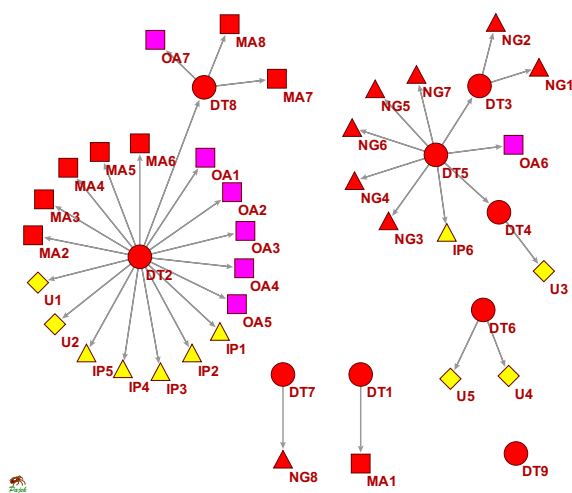 NG2
MA8
OA7
NG1
MA7
DT8
DT3
NG7
NG5
NG6
MA5
MA6
MA4
OA1
DT5
OA6
NG4
MA3
OA2
NG3
DT4
MA2
OA3
IP6
DT2
OA4
U3
U1
OA5
U2
IP1
DT6
IP5
IP4
IP3
IP2
DT7
DT1
U5
U4
NG8
MA1
DT9
Pajek